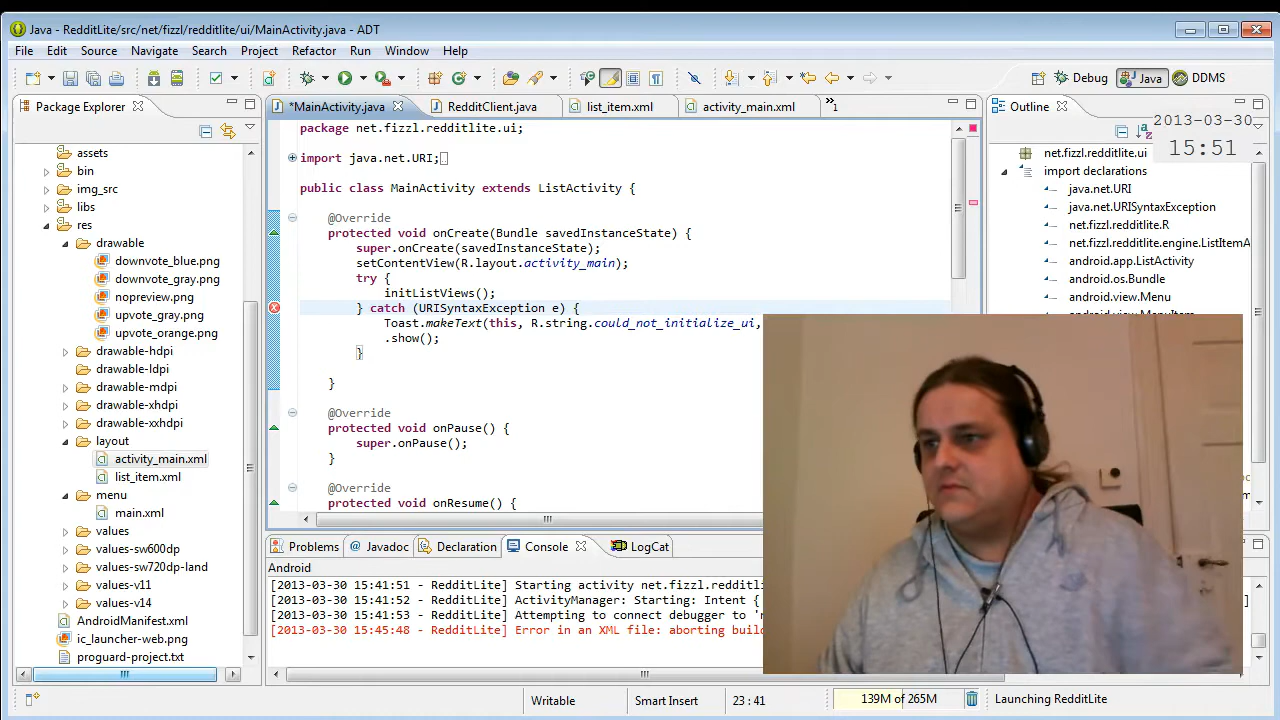 Java - RedditLite/src/net/fizzl/redditlite/ui/MainActivity.java - ADT
File Edit Source Navigate Search Project Refactor Run Window Help
Debug Java DDMS
Package Explorer
*MainActivity.java RedditClient.java list_item.xml activity_main.xml »1
Outline
2013-03-30
15:51
assets
bin
img_src
libs
res
drawable
downvote_blue.png
downvote_gray.png
nopreview.png
upvote_gray.png
upvote_orange.png
drawable-hdpi
drawable-ldpi
drawable-mdpi
drawable-xhdpi
drawable-xxhdpi
layout
activity_main.xml
list_item.xml
menu
main.xml
values
values-sw600dp
values-sw720dp-land
values-v11
values-v14
AndroidManifest.xml
ic_launcher-web.png
proguard-project.txt
package net.fizzl.redditlite.ui;
import java.net.URI;
public class MainActivity extends ListActivity {
@Override
protected void onCreate(Bundle savedInstanceState) {
super.onCreate(savedInstanceState);
setContentView(R.layout.activity_main);
try {
initListViews();
} catch (URISyntaxException e) {
Toast.makeText(this, R.string.could_not_initialize_ui,
.show();
}
}
@Override
protected void onPause() {
super.onPause();
}
@Override
protected void onResume() {
net.fizzl.redditlite.ui
import declarations
java.net.URI
java.net.URISyntaxException
net.fizzl.redditlite.R
net.fizzl.redditlite.engine.ListItemA
android.app.ListActivity
android.os.Bundle
android.view.Menu
Problems Javadoc Declaration Console LogCat
Android
[2013-03-30 15:41:51 - RedditLite] Starting activity net.fizzl.redditli
[2013-03-30 15:41:52 - RedditLite] ActivityManager: Starting: Intent {
[2013-03-30 15:41:53 - RedditLite] Attempting to connect debugger to 'n
[2013-03-30 15:45:48 - RedditLite] Error in an XML file: aborting buil
Writable Smart Insert 23 : 41 139M of 265M Launching RedditLite